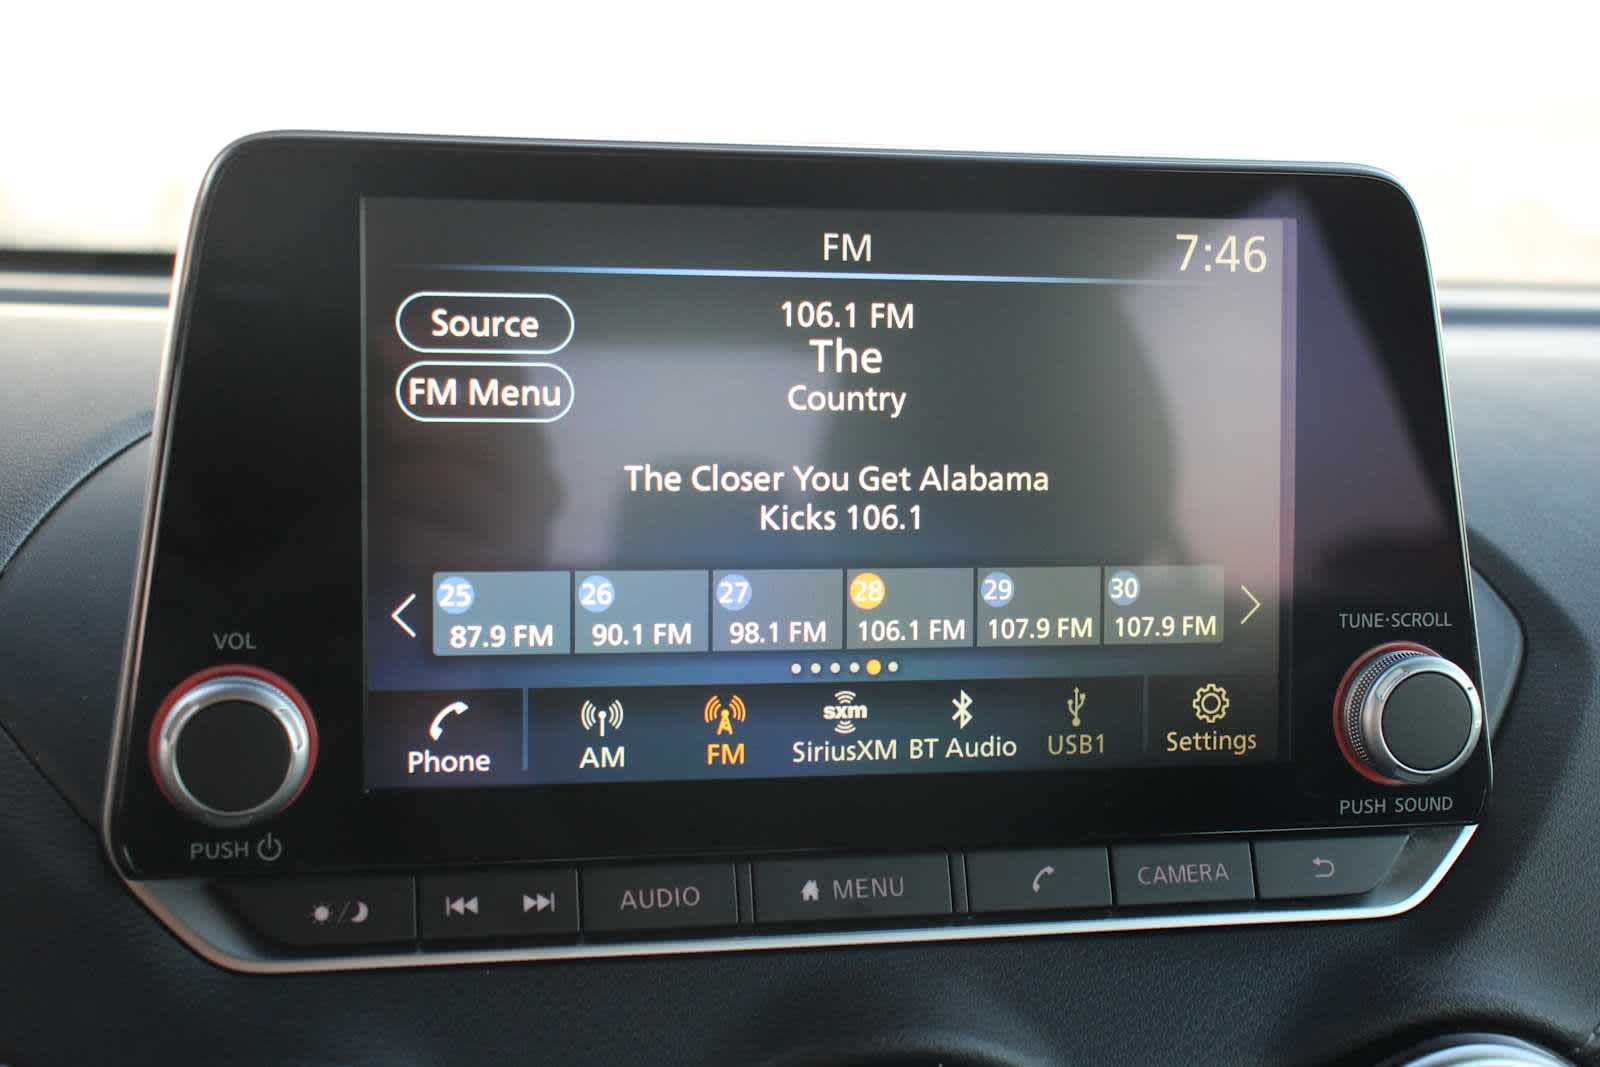 FM
7:46
Source
106.1 FM
The
FM Menu
Country
The Closer You Get Alabama
Kicks 106.1
25
26
27
28
29
30
87.9 FM
90.1 FM
98.1 FM
106.1 FM
107.9 FM
107.9 FM
VOL
TUNE·SCROLL
sxm
Phone
AM
FM
SiriusXM
BT Audio
USB1
Settings
PUSH
PUSH SOUND
AUDIO
MENU
CAMERA